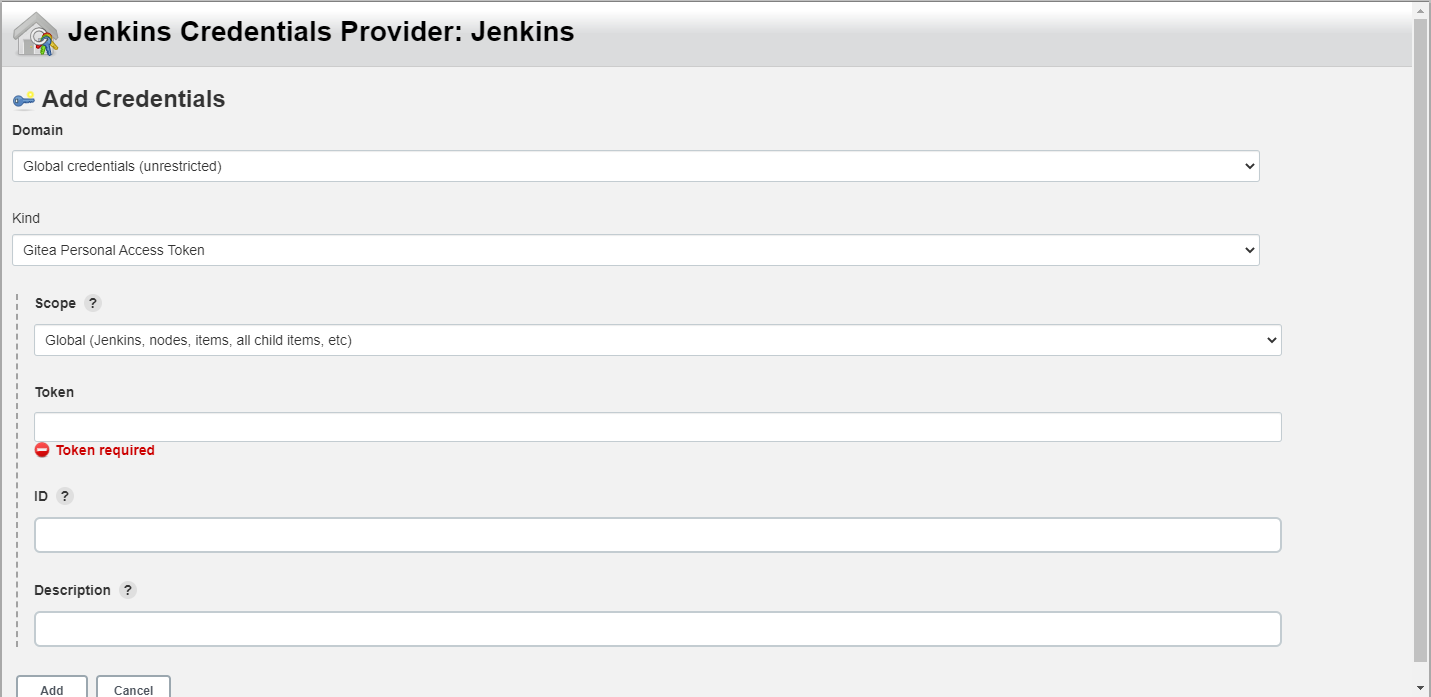 Jenkins Credentials Provider: Jenkins
Add Credentials
Domain
Global credentials (unrestricted)
Kind
Gitea Personal Access Token
Scope ?
Global (Jenkins, nodes, items, all child items, etc)
Token
Token required
ID ?
Description ?
Add Cancel